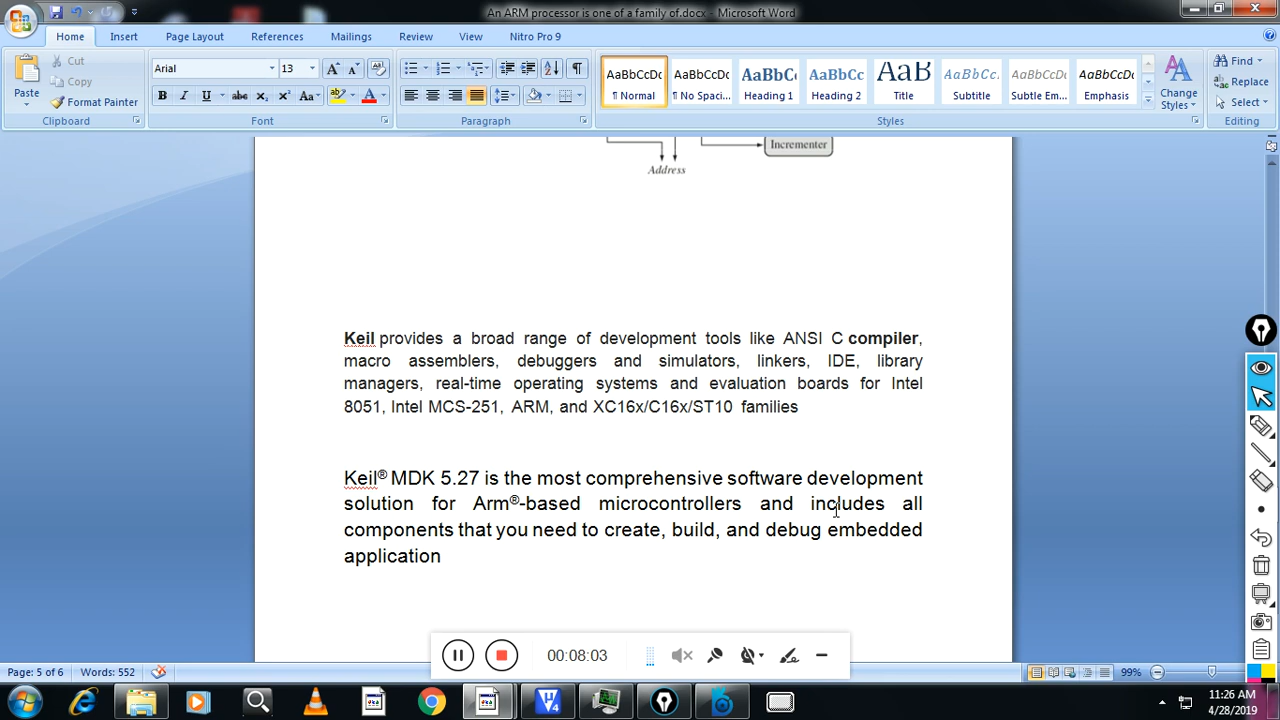 An ARM processor is one of a family of.docx - Microsoft Word
Home Insert Page Layout References Mailings Review View Nitro Pro 9
Paste Cut Copy Format Painter Clipboard
Arial 13 Font
Paragraph
AaBbCcDc ¶ Normal AaBbCcDc ¶ No Spaci... AaBbC Heading 1 AaBbCc Heading 2 AaB Title AaBbCc. Subtitle AaBbCcDc Subtle Em... AaBbCcDc Emphasis Change Styles Styles
Find Replace Select Editing
Incrementer
Address
Keil provides a broad range of development tools like ANSI C compiler,
macro assemblers, debuggers and simulators, linkers, IDE, library
managers, real-time operating systems and evaluation boards for Intel
8051, Intel MCS-251, ARM, and XC16x/C16x/ST10 families
Keil® MDK 5.27 is the most comprehensive software development
solution for Arm®-based microcontrollers and includes all
components that you need to create, build, and debug embedded
application
00:08:03
Page: 5 of 6 Words: 552 99%
11:26 AM
4/28/2019